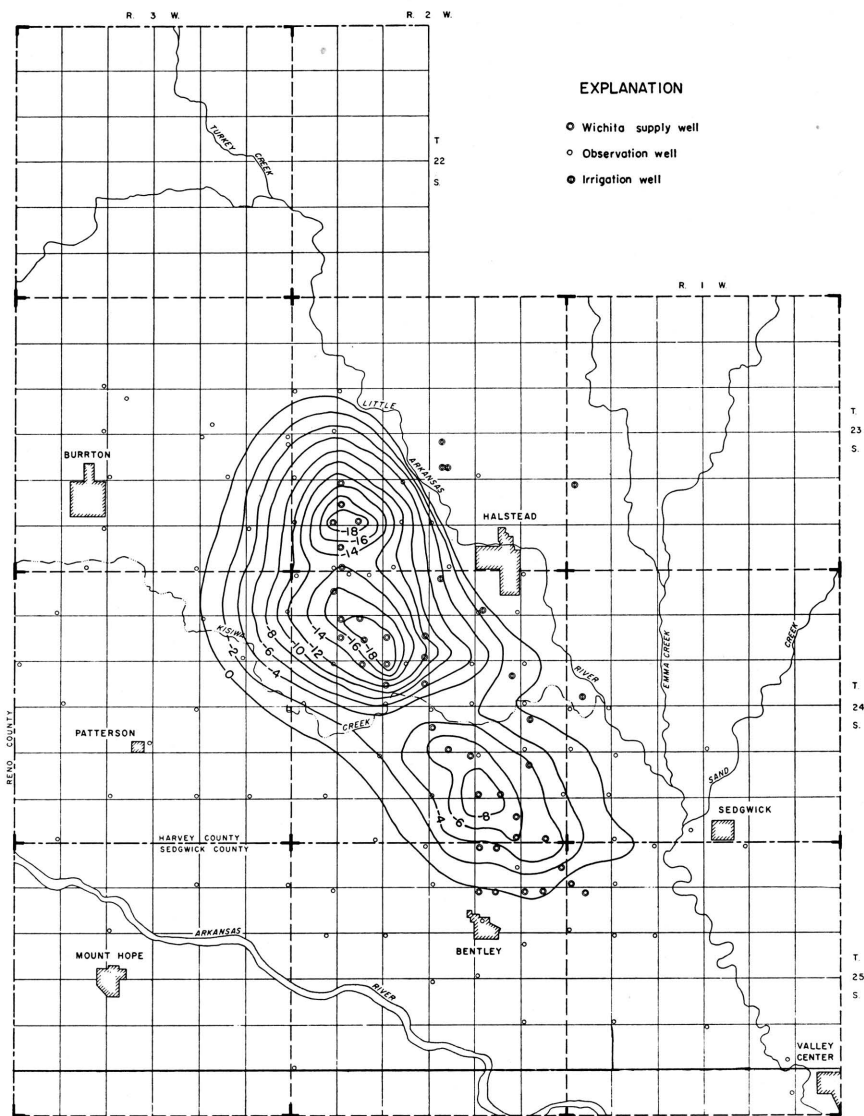 R. 3 W.
R. 2 W.
EXPLANATION
Wichita supply well
Observation well
Irrigation well
TURKEY
CREEK
T
22
S.
R. I W.
LITTLE
ARKANSAS
T.
23
S.
BURRTON
HALSTEAD
-18
-16
-14
KISIWA
-14
-16
-18
-8
-10
-12
-6
-2
-4
0
EMMA CREEK
CREEK
RIVER
T.
24
S.
CREEK
RENO COUNTY
PATTERSON
SAND
-4
-6
-8
SEDGWICK
HARVEY COUNTY
SEDGWICK COUNTY
ARKANSAS
MOUNT HOPE
BENTLEY
RIVER
T.
25
S.
VALLEY
CENTER